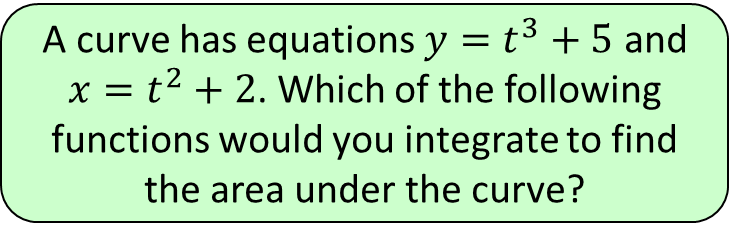 A curve has equations y = t³ + 5 and
x = t² + 2. Which of the following
functions would you integrate to find
the area under the curve?